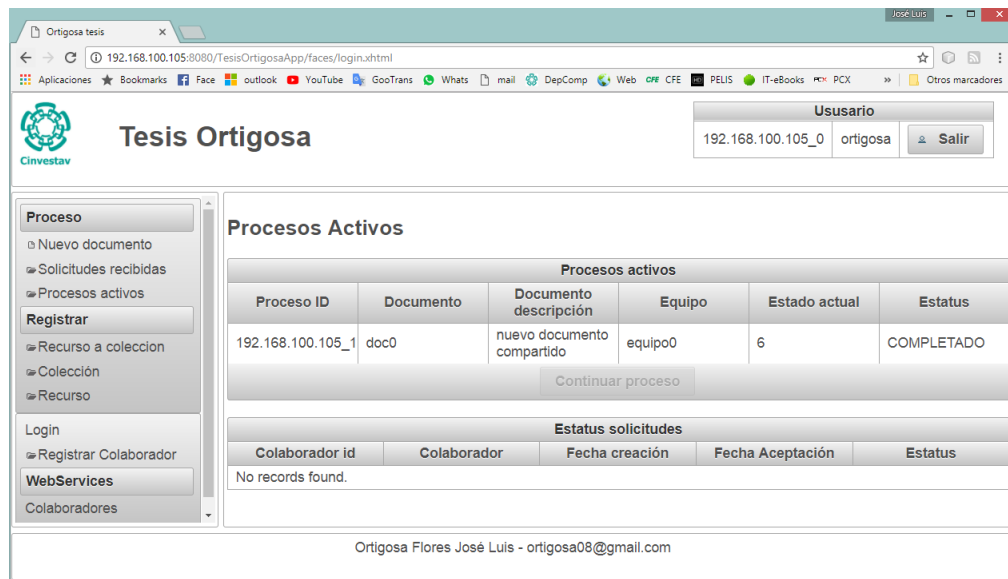 José Luis
Ortigosa tesis
192.168.100.105:8080/TesisOrtigosaApp/faces/login.xhtml
Aplicaciones Bookmarks Face outlook YouTube GooTrans Whats mail DepComp Web CFE CFE PELIS IT-eBooks PCX PCX » Otros marcadores
Cinvestav
Tesis Ortigosa
Ususario
192.168.100.105_0 ortigosa Salir
Proceso
Nuevo documento
Solicitudes recibidas
Procesos activos
Registrar
Recurso a coleccion
Colección
Recurso
Login
Registrar Colaborador
WebServices
Colaboradores
Procesos Activos
Procesos activos
Proceso ID Documento Documento descripción Equipo Estado actual Estatus
192.168.100.105_1 doc0 nuevo documento compartido equipo0 6 COMPLETADO
Continuar proceso
Estatus solicitudes
Colaborador id Colaborador Fecha creación Fecha Aceptación Estatus
No records found.
Ortigosa Flores José Luis - ortigosa08@gmail.com